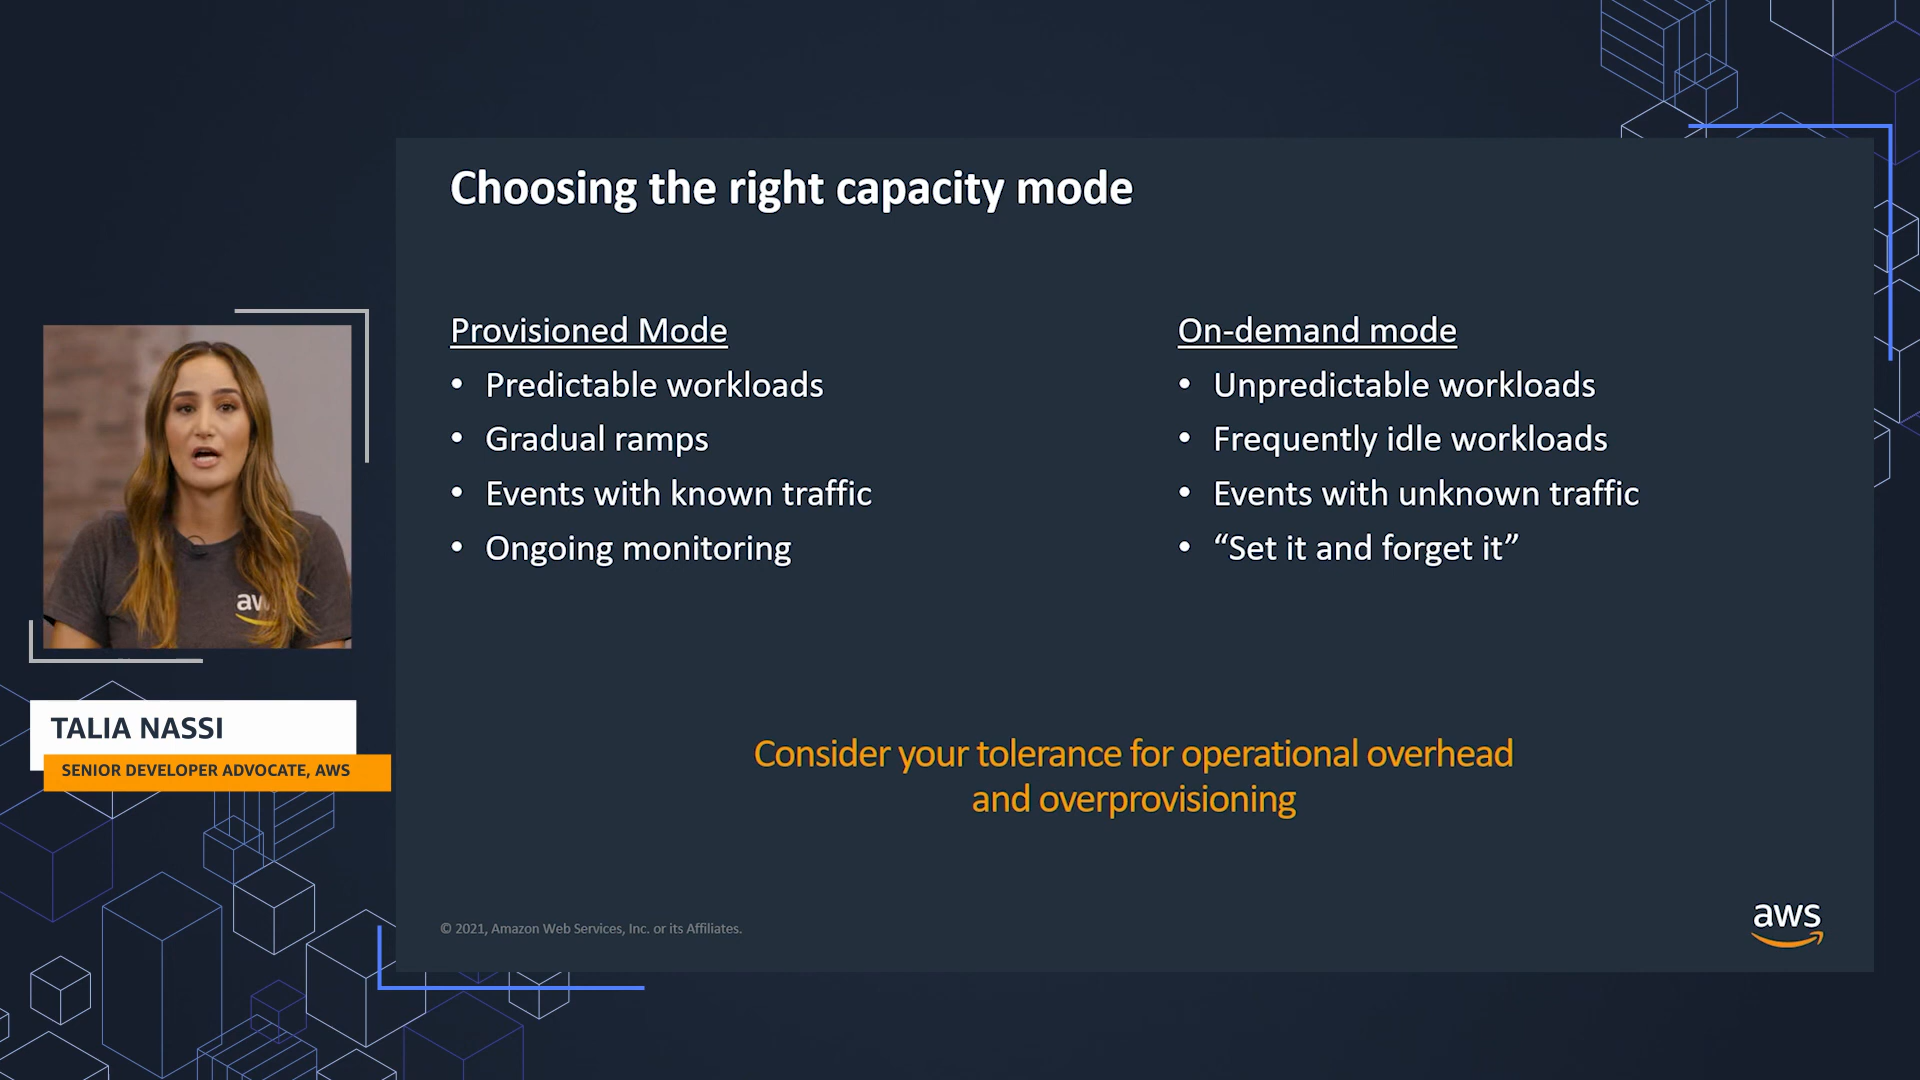 Choosing the right capacity mode
Provisioned Mode
• Predictable workloads
• Gradual ramps
• Events with known traffic
• Ongoing monitoring
On-demand mode
• Unpredictable workloads
• Frequently idle workloads
• Events with unknown traffic
• “Set it and forget it”
Consider your tolerance for operational overhead
and overprovisioning
© 2021, Amazon Web Services, Inc. or its Affiliates.
aws
TALIA NASSI
SENIOR DEVELOPER ADVOCATE, AWS